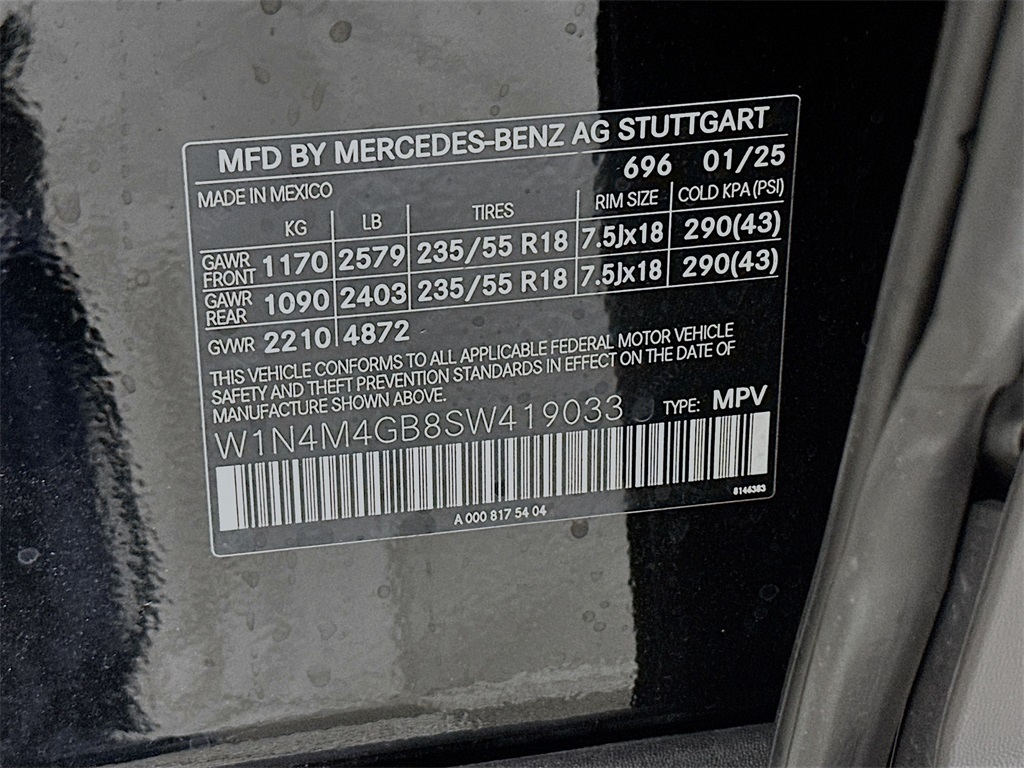 MFD BY MERCEDES-BENZ AG STUTTGART
MADE IN MEXICO 696 01/25
KG LB TIRES RIM SIZE COLD KPA (PSI)
GAWR FRONT 1170 2579 235/55 R18 7.5Jx18 290(43)
GAWR REAR 1090 2403 235/55 R18 7.5Jx18 290(43)
GVWR 2210 4872
THIS VEHICLE CONFORMS TO ALL APPLICABLE FEDERAL MOTOR VEHICLE
SAFETY AND THEFT PREVENTION STANDARDS IN EFFECT ON THE DATE OF
MANUFACTURE SHOWN ABOVE.
W1N4M4GB8SW419033 TYPE: MPV
A 000 817 54 04 8146383